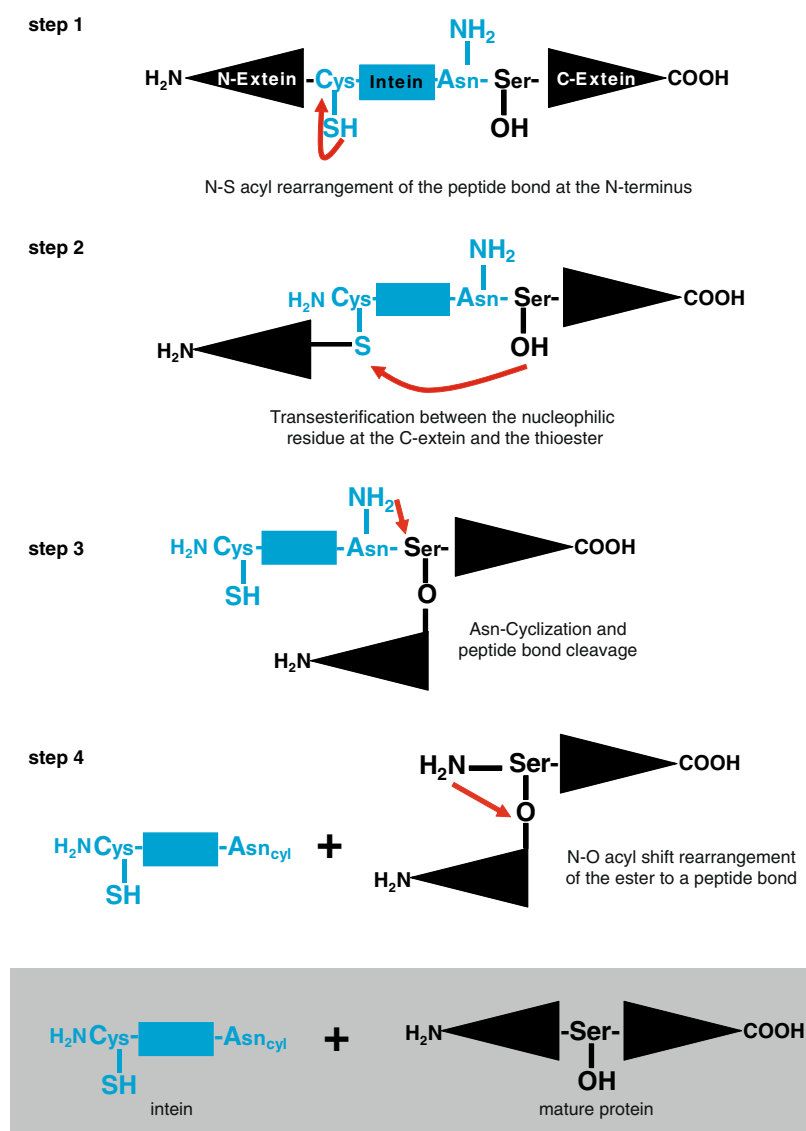 step 1
NH2
H2N N-Extein -Cys- Intein -Asn- Ser- C-Extein COOH
SH OH
N-S acyl rearrangement of the peptide bond at the N-terminus
step 2
NH2
H2N Cys- -Asn- Ser- COOH
H2N S OH
Transesterification between the nucleophilic
residue at the C-extein and the thioester
NH2
step 3
H2N Cys- -Asn- Ser- COOH
SH O
Asn-Cyclization and
peptide bond cleavage
H2N
step 4
H2N Ser- COOH
O
H2NCys- -Asncyl +
SH
N-O acyl shift rearrangement
of the ester to a peptide bond
H2N
H2NCys- -Asncyl + H2N -Ser- COOH
SH OH
intein mature protein